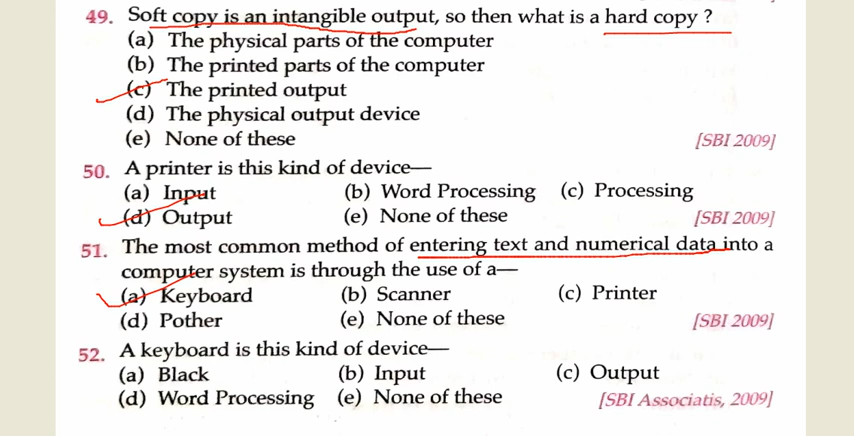 49. Soft copy is an intangible output, so then what is a hard copy ?
(a) The physical parts of the computer
(b) The printed parts of the computer
(c) The printed output
(d) The physical output device
(e) None of these [SBI 2009]
50. A printer is this kind of device—
(a) Input (b) Word Processing (c) Processing
(d) Output (e) None of these [SBI 2009]
51. The most common method of entering text and numerical data into a
computer system is through the use of a—
(a) Keyboard (b) Scanner (c) Printer
(d) Pother (e) None of these [SBI 2009]
52. A keyboard is this kind of device—
(a) Black (b) Input (c) Output
(d) Word Processing (e) None of these [SBI Associatis, 2009]